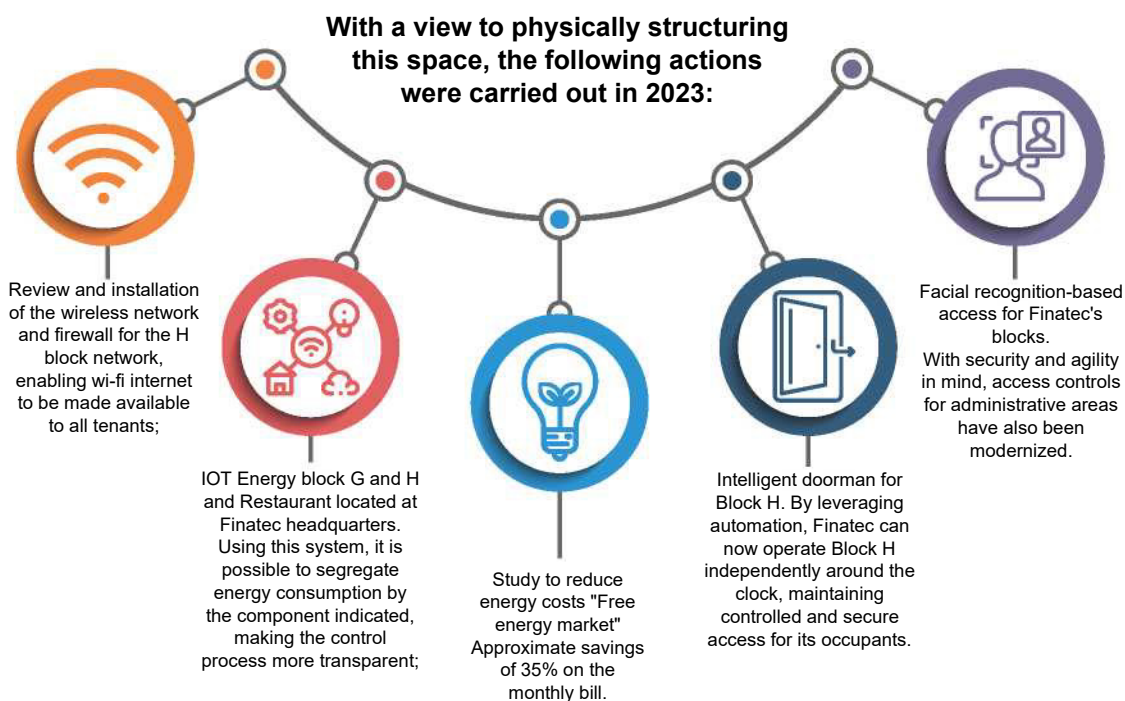 With a view to physically structuring
this space, the following actions
were carried out in 2023:
Review and installation
of the wireless network
and firewall for the H
block network,
enabling wi-fi internet
to be made available
to all tenants;
IOT Energy block G and H
and Restaurant located at
Finatec headquarters.
Using this system, it is
possible to segregate
energy consumption by
the component indicated,
making the control
process more transparent;
Study to reduce
energy costs "Free
energy market"
Approximate savings
of 35% on the
monthly bill.
Intelligent doorman for
Block H. By leveraging
automation, Finatec can
now operate Block H
independently around the
clock, maintaining
controlled and secure
access for its occupants.
Facial recognition-based
access for Finatec's
blocks.
With security and agility
in mind, access controls
for administrative areas
have also been
modernized.